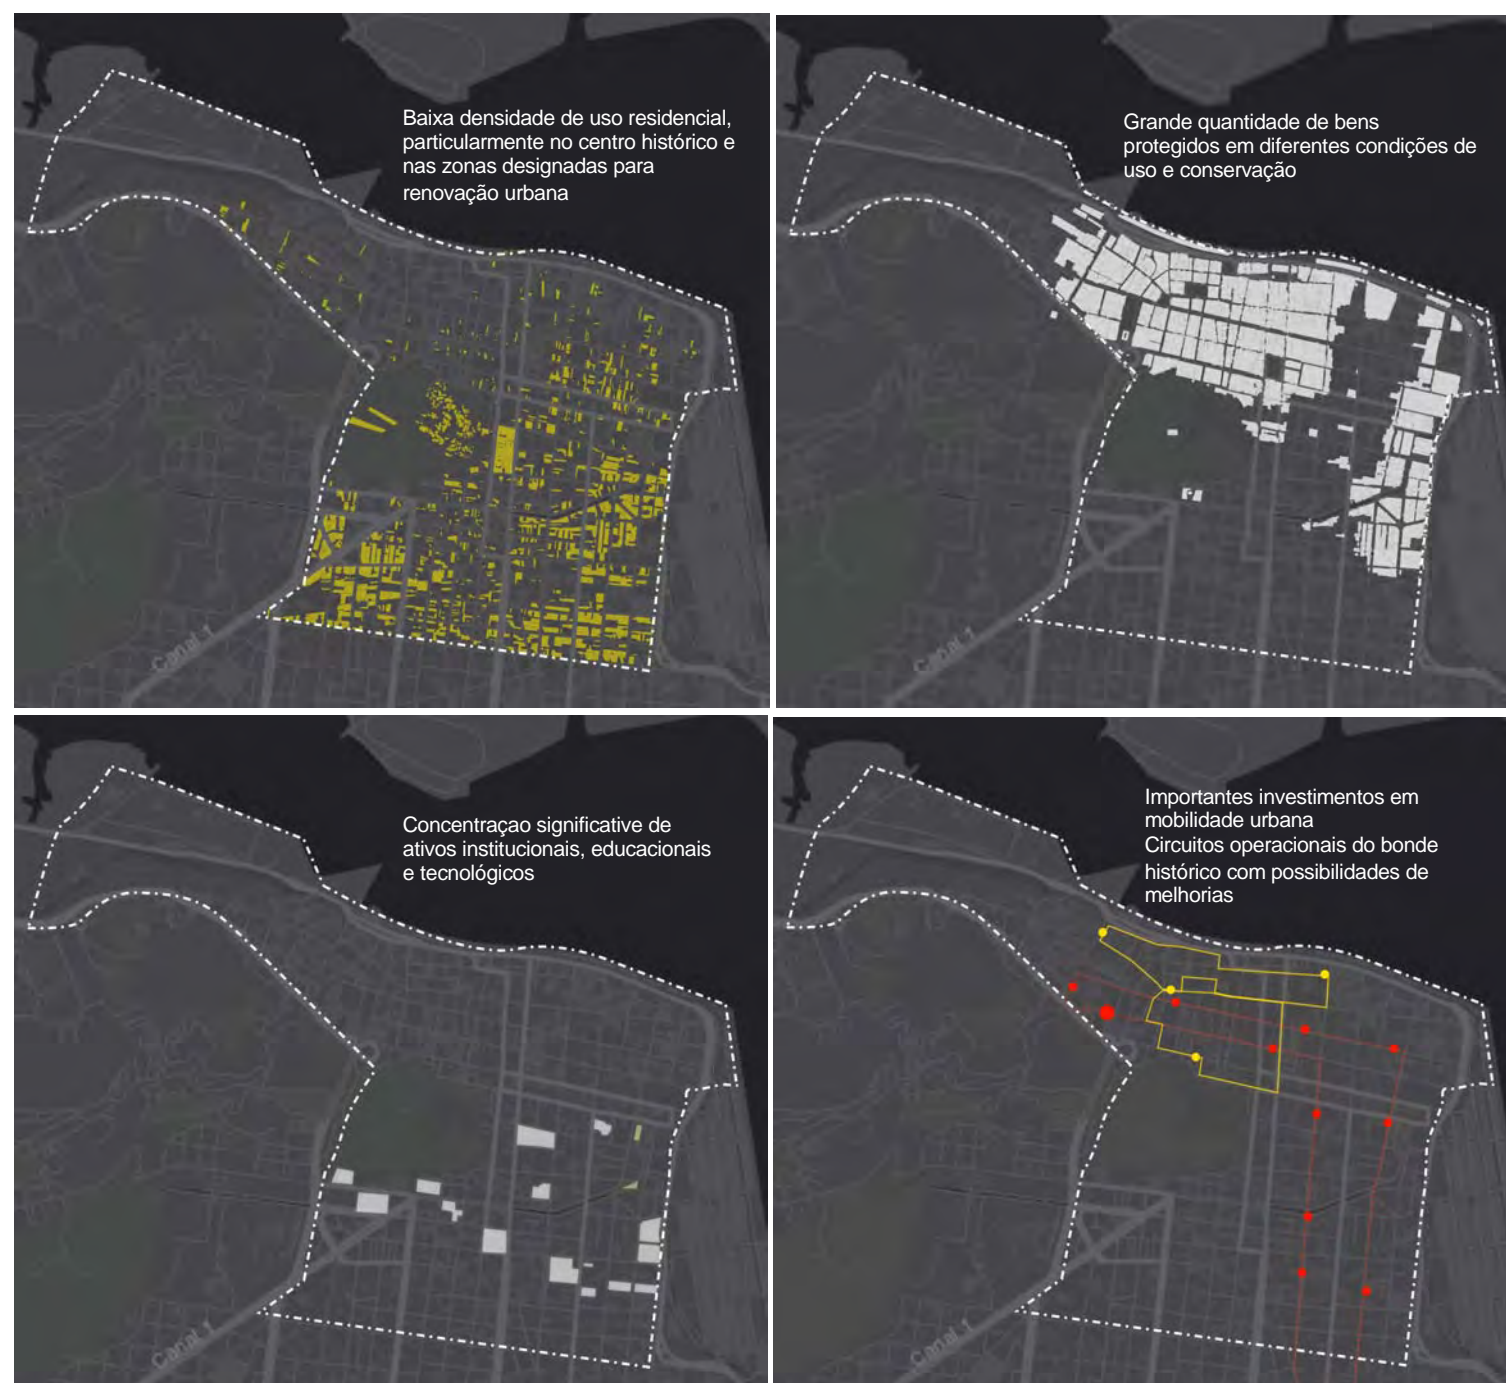 Baixa densidade de uso residencial,
particularmente no centro histórico e
nas zonas designadas para
renovação urbana
Canal 1
Grande quantidade de bens
protegidos em diferentes condições de
uso e conservação
Canal 1
Concentraçao significative de
ativos institucionais, educacionais
e tecnológicos
Canal 1
Importantes investimentos em
mobilidade urbana
Circuitos operacionais do bonde
histórico com possibilidades de
melhorias
Canal 1